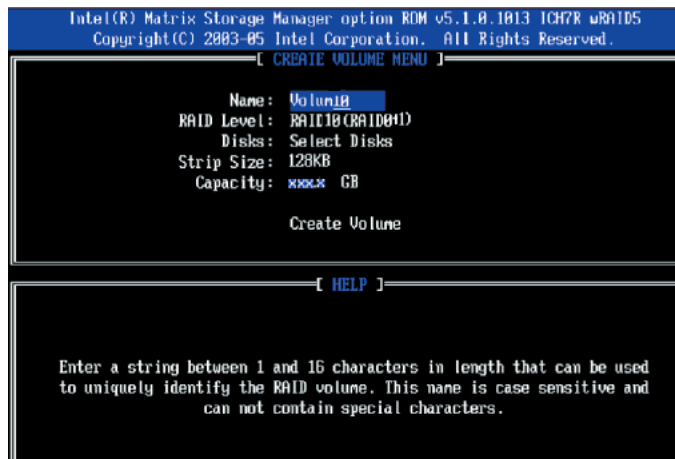 Intel(R) Matrix Storage Manager option ROM v5.1.0.1013 ICH7R wRAID5
Copyright(C) 2003-05 Intel Corporation. All Rights Reserved.
[ CREATE VOLUME MENU ]
Name: Volum10
RAID Level: RAID10(RAID0+1)
Disks: Select Disks
Strip Size: 128KB
Capacity: xxx.x GB
Create Volume
[ HELP ]
Enter a string between 1 and 16 characters in length that can be used
to uniquely identify the RAID volume. This name is case sensitive and
can not contain special characters.